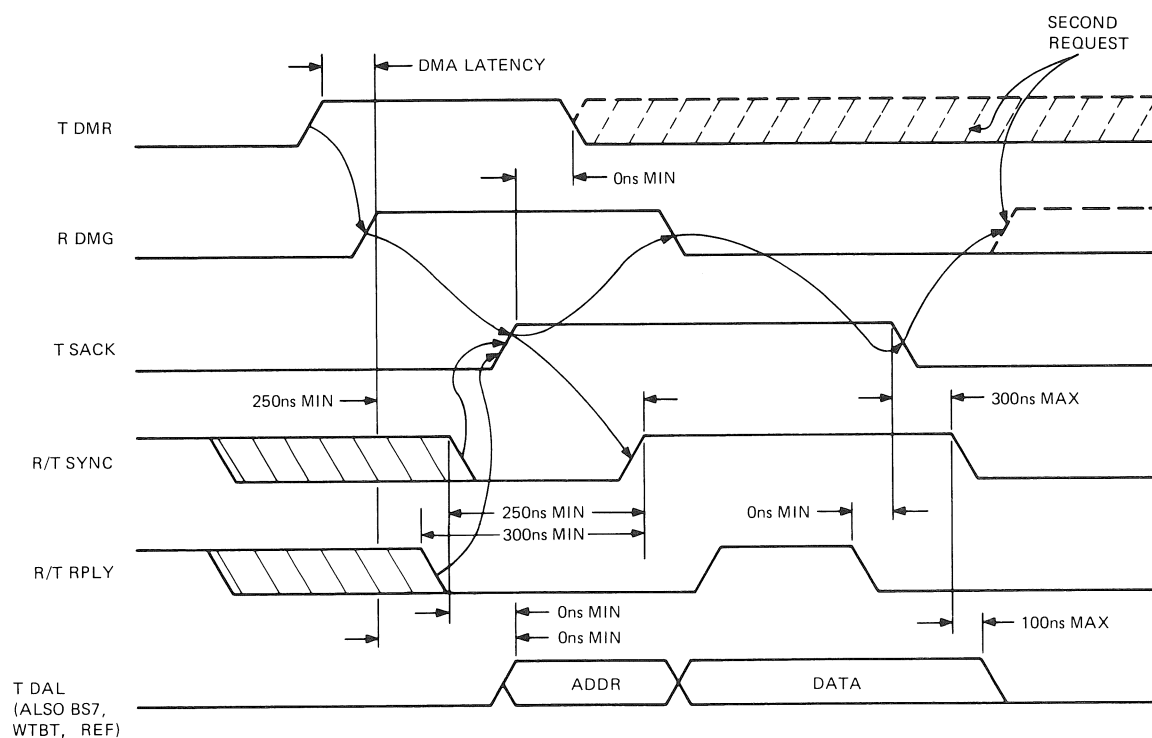 SECOND
REQUEST
DMA LATENCY
T DMR
0ns MIN
R DMG
T SACK
250ns MIN
300ns MAX
R/T SYNC
250ns MIN
0ns MIN
300ns MIN
R/T RPLY
0ns MIN
100ns MAX
0ns MIN
T DAL
(ALSO BS7,
WTBT, REF)
ADDR
DATA